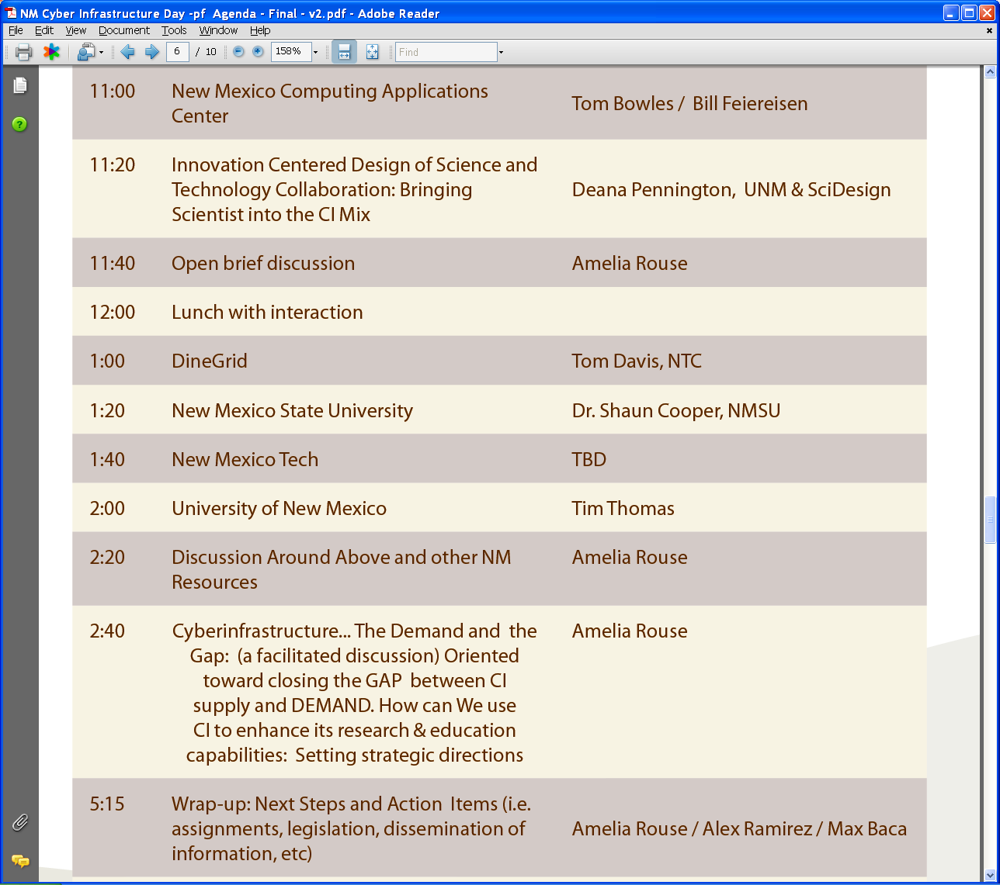 NM Cyber Infrastructure Day -pf  Agenda - Final - v2.pdf - Adobe Reader
File Edit View Document Tools Window Help
6 / 10 158% Find
11:00 New Mexico Computing Applications
Center
Tom Bowles /  Bill Feiereisen
11:20 Innovation Centered Design of Science and
Technology Collaboration: Bringing
Scientist into the CI Mix
Deana Pennington,  UNM & SciDesign
11:40 Open brief discussion Amelia Rouse
12:00 Lunch with interaction
1:00 DineGrid Tom Davis, NTC
1:20 New Mexico State University Dr. Shaun Cooper, NMSU
1:40 New Mexico Tech TBD
2:00 University of New Mexico Tim Thomas
2:20 Discussion Around Above and other NM Amelia Rouse
Resources
2:40 Cyberinfrastructure... The Demand and  the Amelia Rouse
Gap:  (a facilitated discussion) Oriented
toward closing the GAP  between CI
supply and DEMAND. How can We use
CI to enhance its research & education
capabilities:  Setting strategic directions
5:15 Wrap-up: Next Steps and Action  Items (i.e.
assignments, legislation, dissemination of
information, etc)
Amelia Rouse / Alex Ramirez / Max Baca